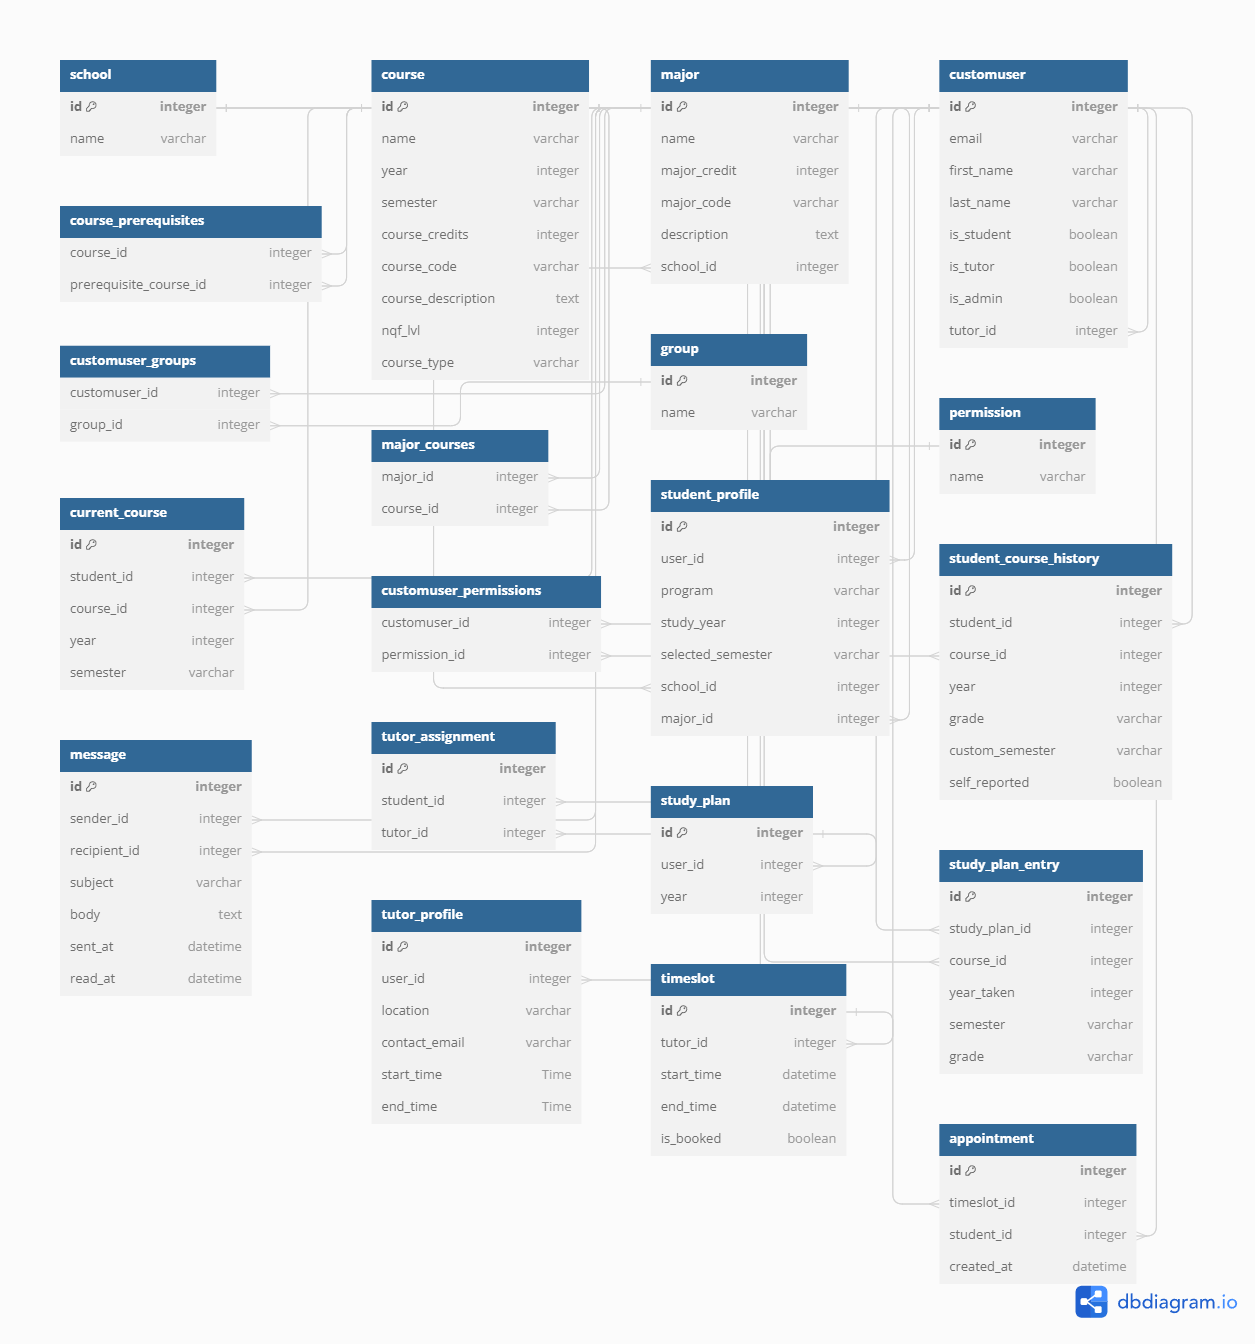 school
id integer
name varchar
course_prerequisites
course_id integer
prerequisite_course_id integer
customuser_groups
customuser_id integer
group_id integer
current_course
id integer
student_id integer
course_id integer
year integer
semester varchar
message
id integer
sender_id integer
recipient_id integer
subject varchar
body text
sent_at datetime
read_at datetime
course
id integer
name varchar
year integer
semester varchar
course_credits integer
course_code varchar
course_description text
nqf_lvl integer
course_type varchar
major_courses
major_id integer
course_id integer
customuser_permissions
customuser_id integer
permission_id integer
tutor_assignment
id integer
student_id integer
tutor_id integer
tutor_profile
id integer
user_id integer
location varchar
contact_email varchar
start_time Time
end_time Time
major
id integer
name varchar
major_credit integer
major_code varchar
description text
school_id integer
group
id integer
name varchar
student_profile
id integer
user_id integer
program varchar
study_year integer
selected_semester varchar
school_id integer
major_id integer
study_plan
id integer
user_id integer
year integer
timeslot
id integer
tutor_id integer
start_time datetime
end_time datetime
is_booked boolean
customuser
id integer
email varchar
first_name varchar
last_name varchar
is_student boolean
is_tutor boolean
is_admin boolean
tutor_id integer
permission
id integer
name varchar
student_course_history
id integer
student_id integer
course_id integer
year integer
grade varchar
custom_semester varchar
self_reported boolean
study_plan_entry
id integer
study_plan_id integer
course_id integer
year_taken integer
semester varchar
grade varchar
appointment
id integer
timeslot_id integer
student_id integer
created_at datetime
dbdiagram.io